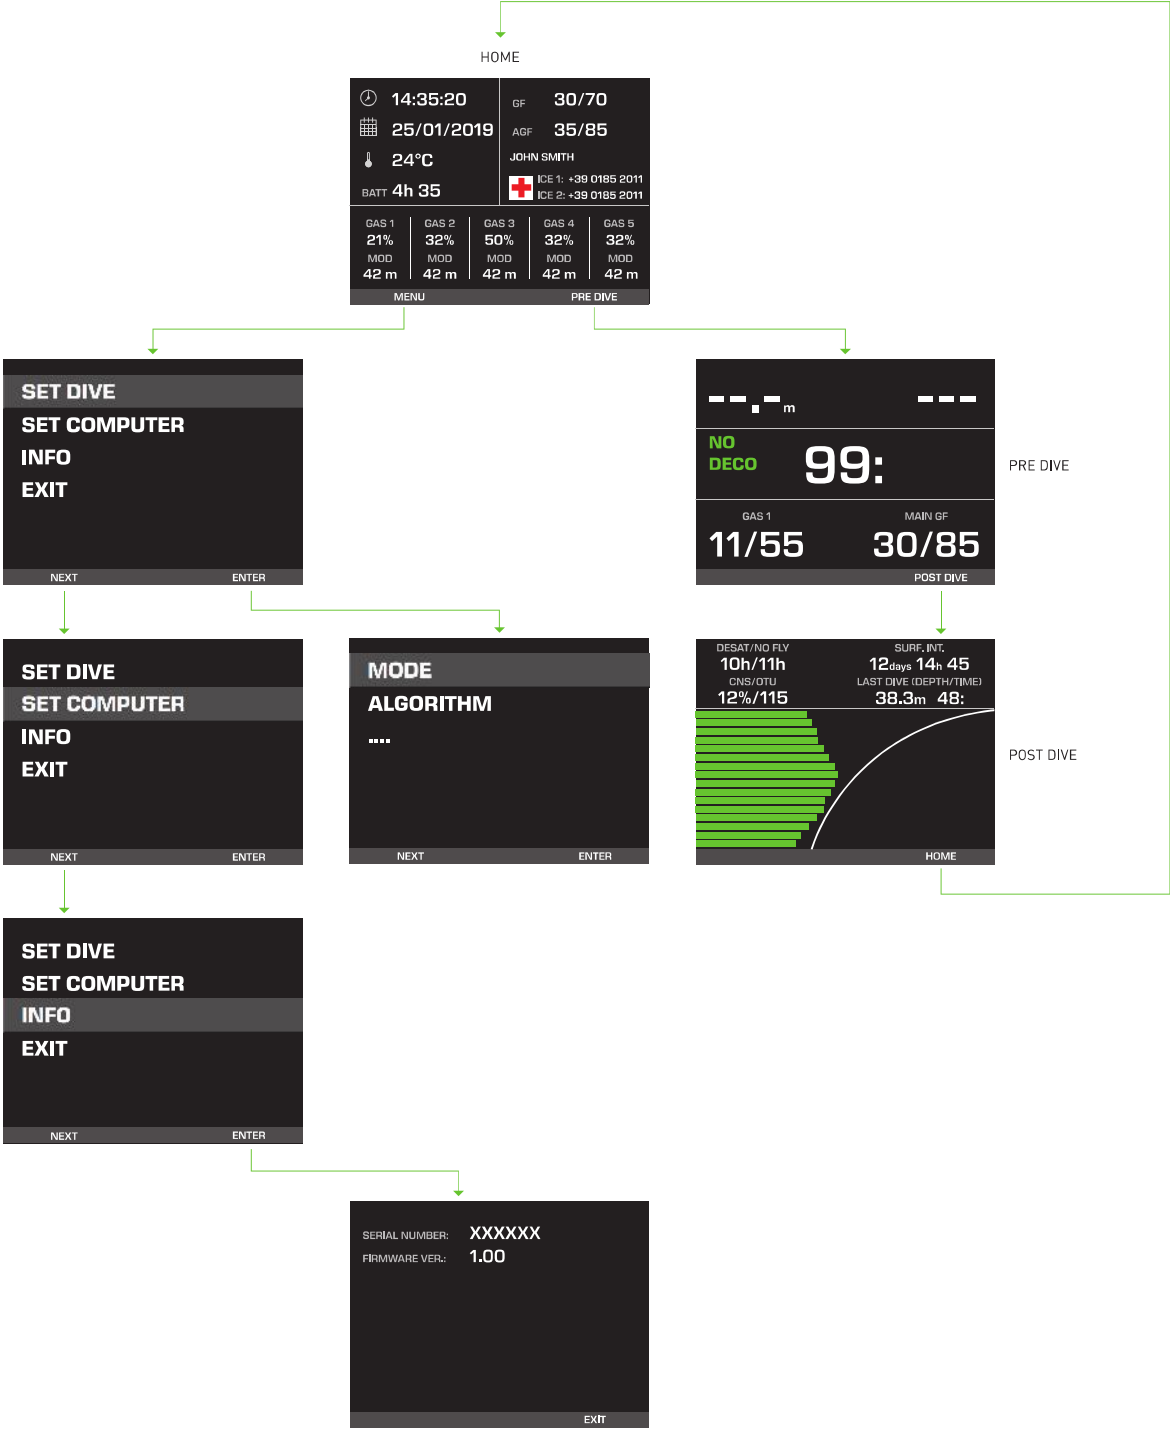 HOME
14:35:20
25/01/2019
24°C
BATT 4h 35
GF 30/70
AGF 35/85
JOHN SMITH
ICE 1: +39 0185 2011
ICE 2: +39 0185 2011
GAS 1 GAS 2 GAS 3 GAS 4 GAS 5
21% 32% 50% 32% 32%
MOD MOD MOD MOD MOD
42 m 42 m 42 m 42 m 42 m
MENU PRE DIVE
SET DIVE
SET COMPUTER
INFO
EXIT
NEXT ENTER
--.-m ---
NO
DECO
99:
GAS 1 MAIN GF
11/55 30/85
POST DIVE
PRE DIVE
SET DIVE
SET COMPUTER
INFO
EXIT
NEXT ENTER
MODE
ALGORITHM
....
NEXT ENTER
DESAT/NO FLY SURF. INT.
10h/11h 12days 14h 45
CNS/OTU LAST DIVE (DEPTH/TIME)
12%/115 38.3m 48:
HOME
POST DIVE
SET DIVE
SET COMPUTER
INFO
EXIT
NEXT ENTER
SERIAL NUMBER: XXXXXX
FIRMWARE VER.: 1.00
EXIT